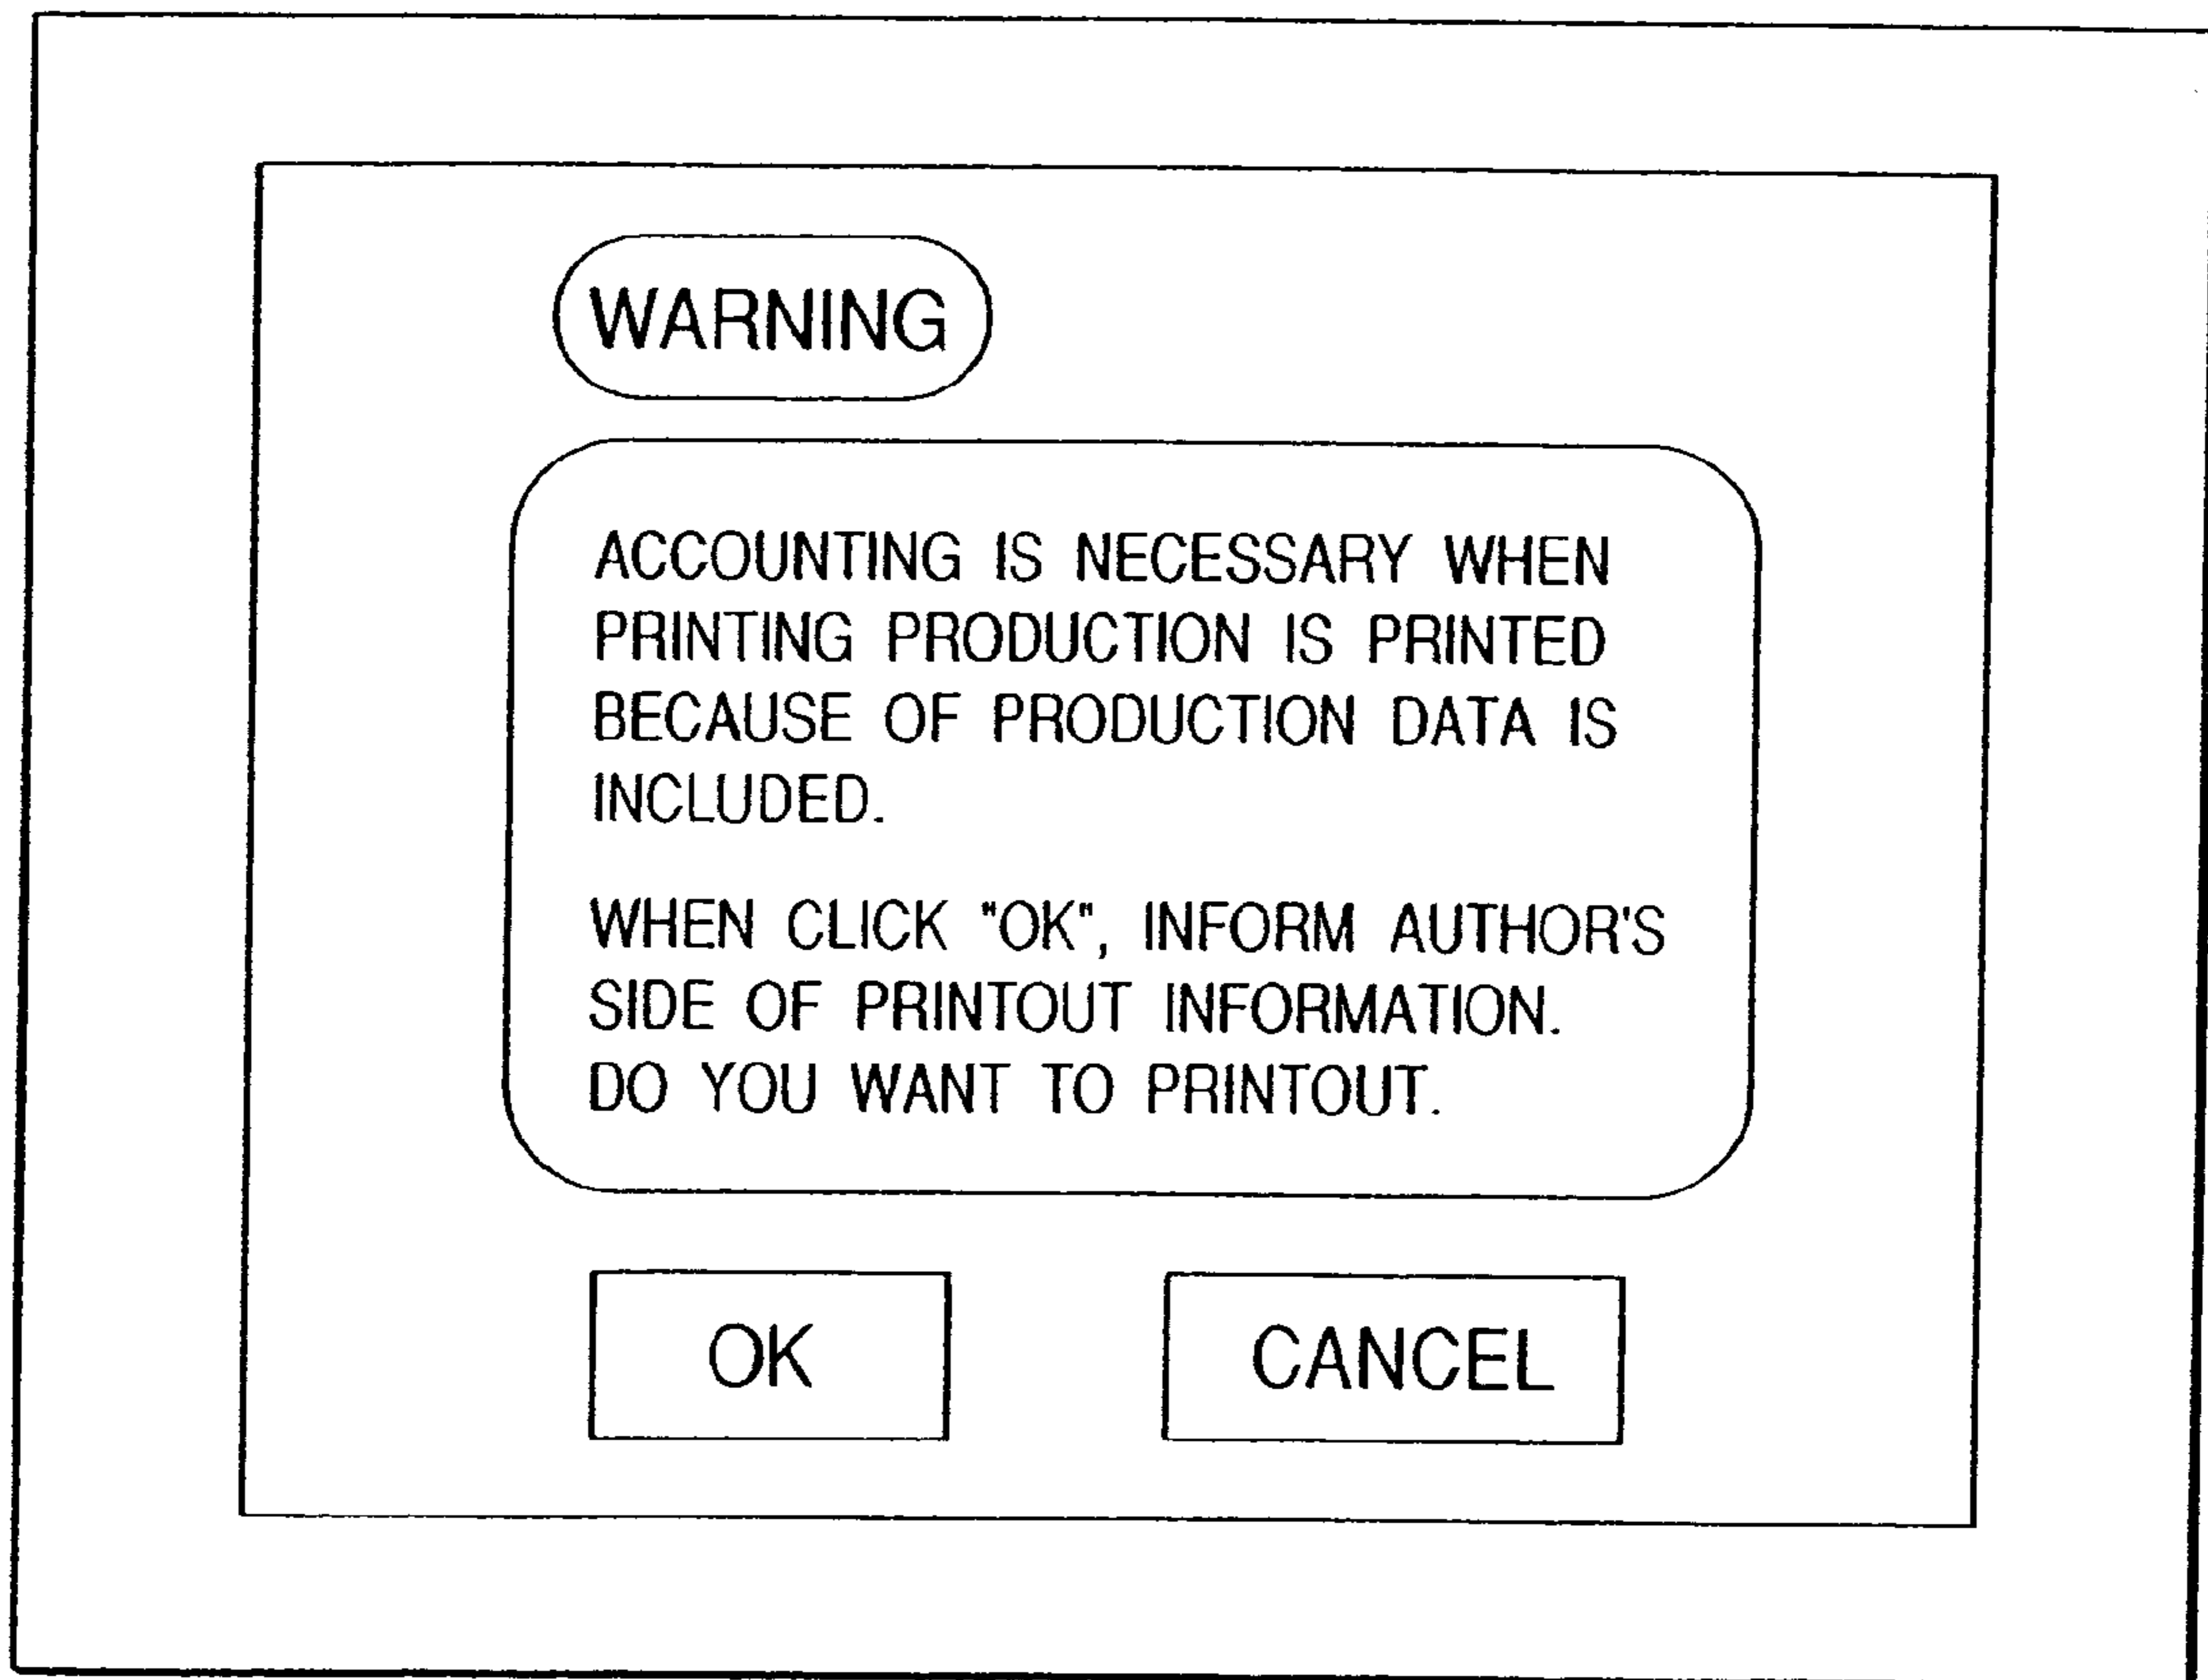 WARNING
ACCOUNTING IS NECESSARY WHEN
PRINTING PRODUCTION IS PRINTED
BECAUSE OF PRODUCTION DATA IS
INCLUDED.
WHEN CLICK "OK", INFORM AUTHOR'S
SIDE OF PRINTOUT INFORMATION.
DO YOU WANT TO PRINTOUT.
OK
CANCEL